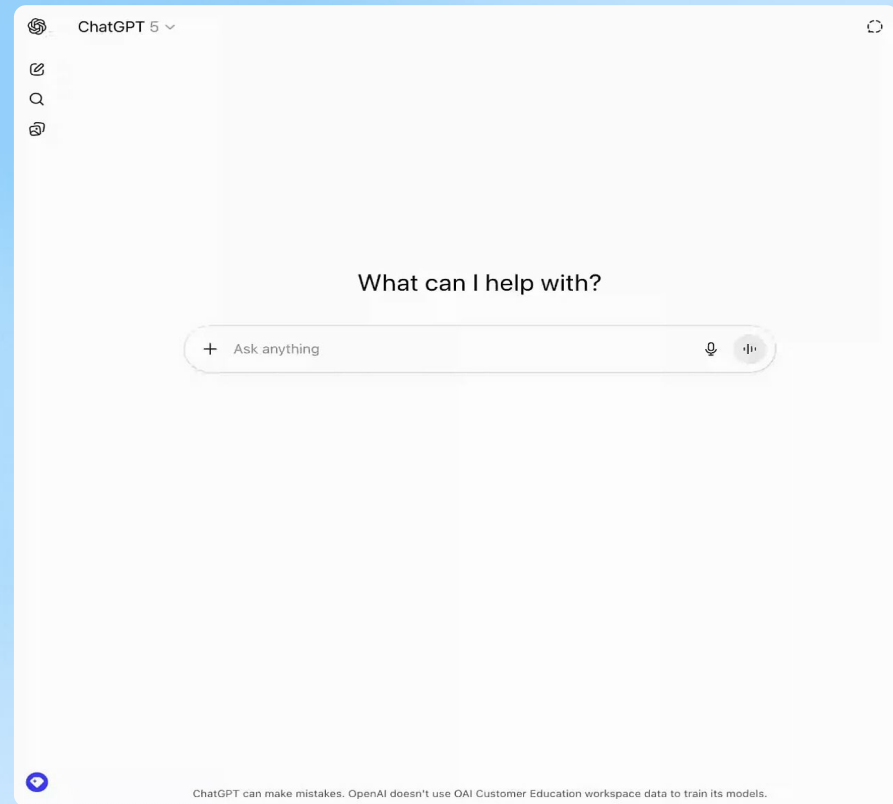 ChatGPT 5
What can I help with?
Ask anything
ChatGPT can make mistakes. OpenAI doesn't use OAI Customer Education workspace data to train its models.